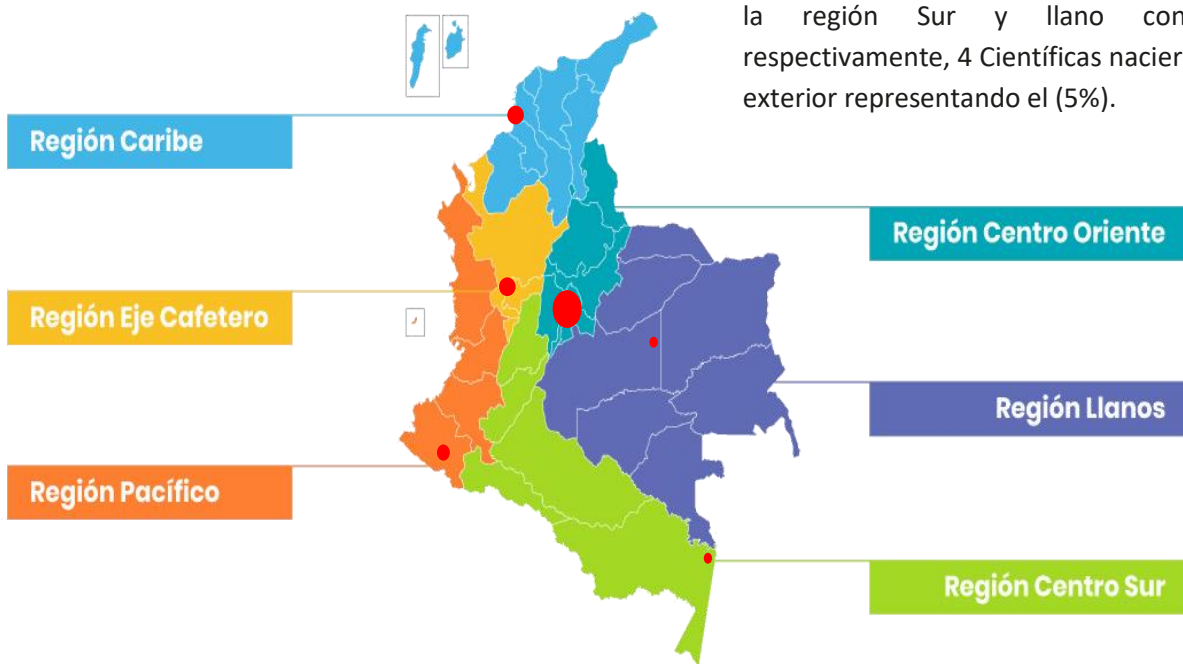 la región Sur y llano con
respectivamente, 4 Científicas nacier
exterior representando el (5%).
Región Caribe
Región Centro Oriente
Región Eje Cafetero
Región Llanos
Región Pacífico
Región Centro Sur